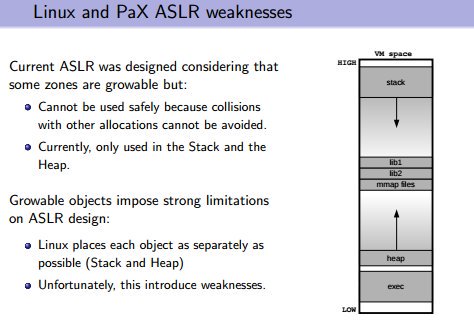 Linux and PaX ASLR weaknesses
Current ASLR was designed considering that
some zones are growable but:
Cannot be used safely because collisions
with other allocations cannot be avoided.
Currently, only used in the Stack and the
Heap.
Growable objects impose strong limitations
on ASLR design:
Linux places each object as separately as
possible (Stack and Heap)
Unfortunately, this introduce weaknesses.
VM space
HIGH
stack
lib1
lib2
mmap files
heap
exec
LOW